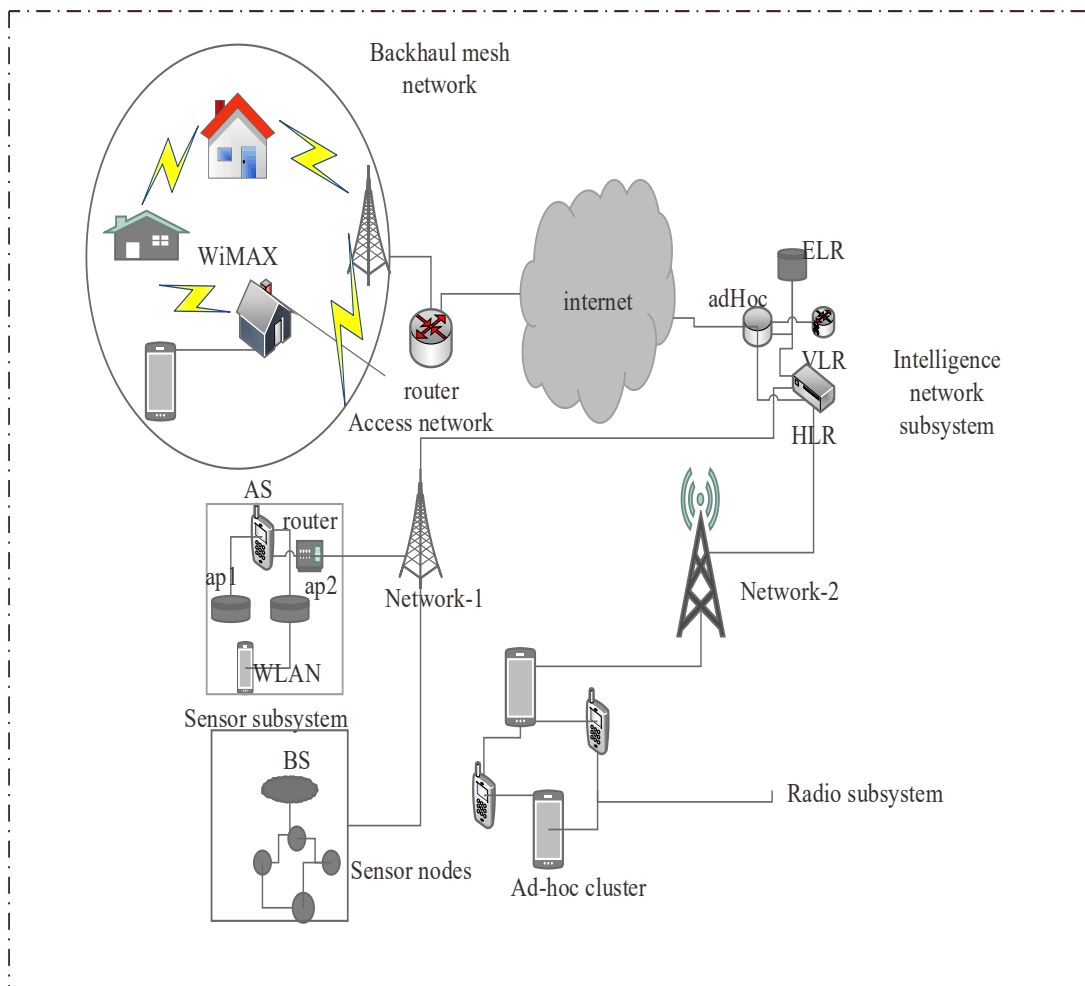 Backhaul mesh
network
WiMAX
ELR
adHoc
internet
VLR
Intelligence
network
subsystem
router
Access network
HLR
AS
router
ap1
ap2
Network-1
Network-2
WLAN
Sensor subsystem
BS
Radio subsystem
Sensor nodes
Ad-hoc cluster